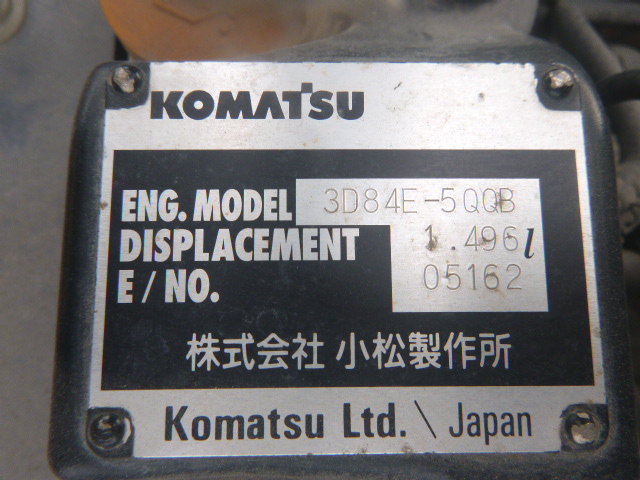 KOMATSU
ENG. MODEL 3D84E-5QQB
DISPLACEMENT 1.496l
E / NO. 05162
株式会社 小松製作所
Komatsu Ltd. \ Japan